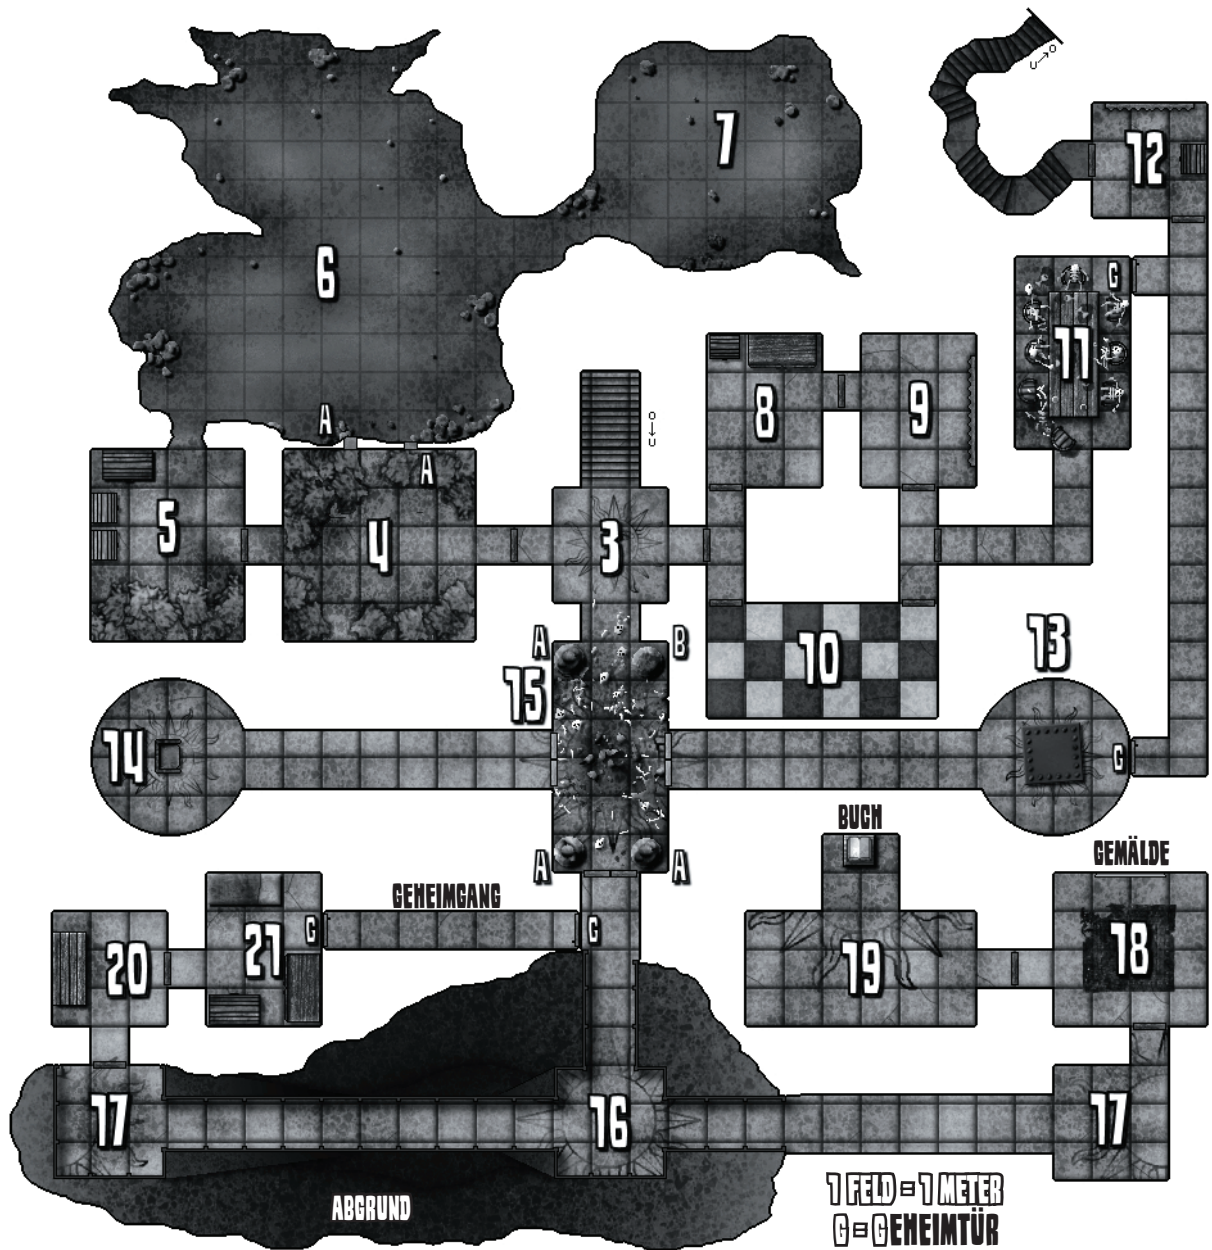 U→O
7
12
6
G
11
A
8
9
O→U
A
5
4
3
13
A
B
10
15
14
G
BUCH
GEMÄLDE
A
A
GEHEIMGANG
G
G
20
21
19
18
17
16
17
ABGRUND
1 FELD = 1 METER
G = GEHEIMTÜR